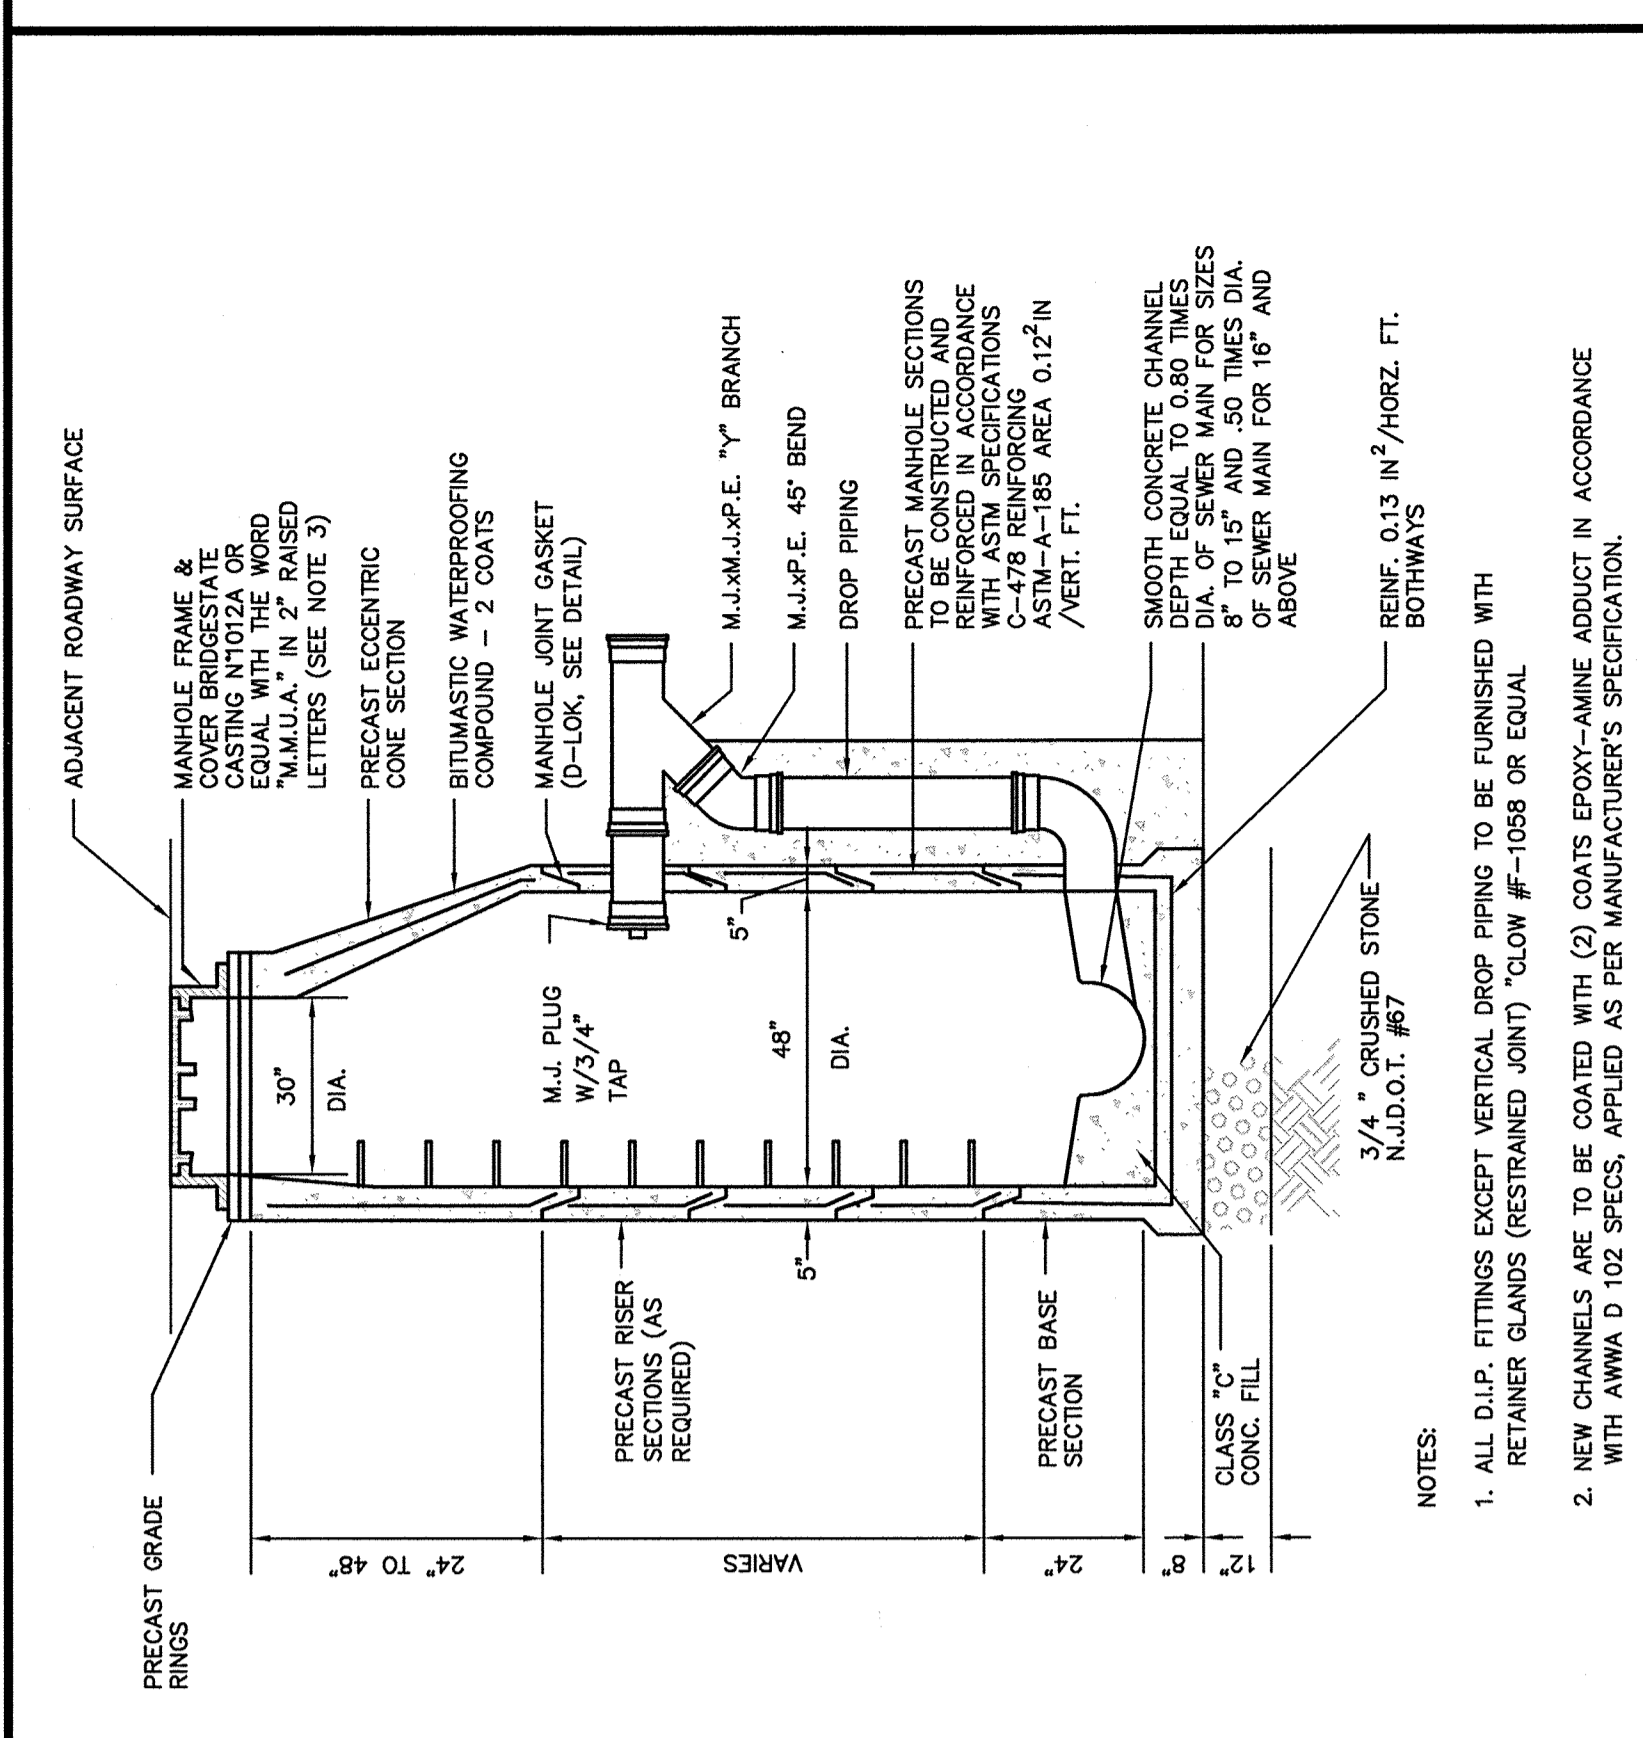 ADJACENT ROADWAY SURFACE
MANHOLE FRAME &
COVER BRIDGESTATE
CASTING N°1012A OR
EQUAL WITH THE WORD
"M.M.U.A." IN 2" RAISED
LETTERS (SEE NOTE 3)
PRECAST ECCENTRIC
CONE SECTION
BITUMASTIC WATERPROOFING
COMPOUND – 2 COATS
MANHOLE JOINT GASKET
(D–LOK, SEE DETAIL)
M.J.xM.J.xP.E. "Y" BRANCH
M.J.xP.E. 45° BEND
DROP PIPING
PRECAST MANHOLE SECTIONS
TO BE CONSTRUCTED AND
REINFORCED IN ACCORDANCE
WITH ASTM SPECIFICATIONS
C–478 REINFORCING
ASTM–A–185 AREA 0.12²IN
/VERT. FT.
SMOOTH CONCRETE CHANNEL
DEPTH EQUAL TO 0.80 TIMES
DIA. OF SEWER MAIN FOR SIZES
8" TO 15" AND .50 TIMES DIA.
OF SEWER MAIN FOR 16" AND
ABOVE
REINF. 0.13 IN²/HORZ. FT.
BOTHWAYS
30"
DIA.
M.J. PLUG
W/3/4"
TAP
5"
48"
DIA.
5"
3/4 " CRUSHED STONE
N.J.D.O.T. #67
PRECAST GRADE
RINGS
PRECAST RISER
SECTIONS (AS
REQUIRED)
PRECAST BASE
SECTION
CLASS "C"
CONC. FILL
24" TO 48"
VARIES
24"
8"
12"
NOTES:
1. ALL D.I.P. FITTINGS EXCEPT VERTICAL DROP PIPING TO BE FURNISHED WITH
RETAINER GLANDS (RESTRAINED JOINT) "CLOW #F–1058 OR EQUAL
2. NEW CHANNELS ARE TO BE COATED WITH (2) COATS EPOXY–AMINE ADDUCT IN ACCORDANCE
WITH AWWA D 102 SPECS, APPLIED AS PER MANUFACTURER'S SPECIFICATION.